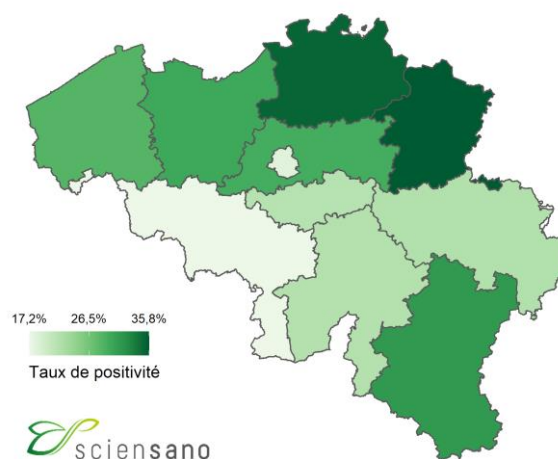 17,2% 26,5% 35,8%
Taux de positivité
sciensano